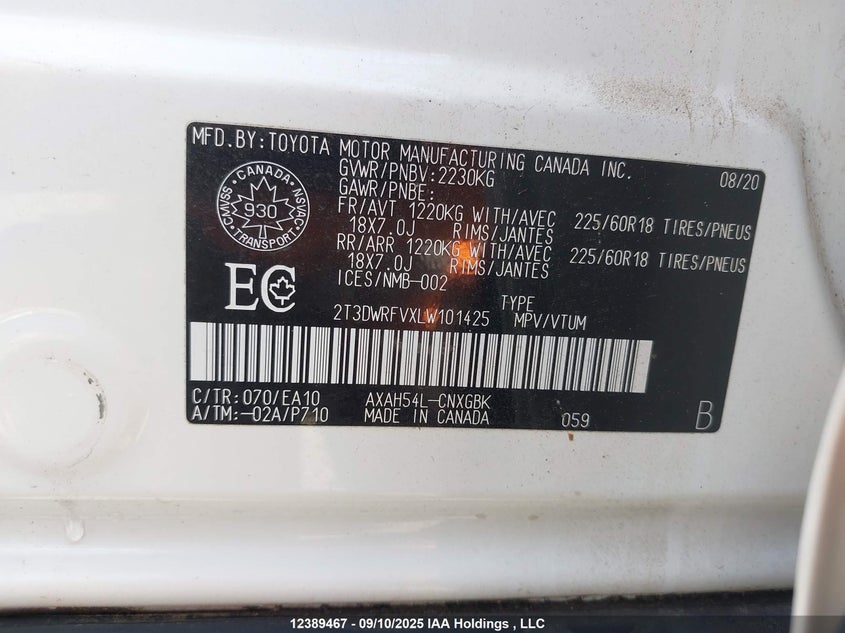 MFD.BY:TOYOTA MOTOR MANUFACTURING CANADA INC. 08/20
GVWR/PNBV:2230KG
GAWR/PNBE:
FR/AVT 1220KG WITH/AVEC 225/60R18 TIRES/PNEUS
18X7.0J RIMS/JANTES
RR/ARR 1220KG WITH/AVEC 225/60R18 TIRES/PNEUS
18X7.0J RIMS/JANTES
ICES/NMB-002
CANADA
CMVSS 930 NSVAC
TRANSPORT
EC
TYPE
2T3DWRFVXLW101425 MPV/VTUM
C/TR:070/EA10 AXAH54L-CNXGBK
A/TM:-02A/P710 MADE IN CANADA 059 B
12389467 - 09/10/2025 IAA Holdings , LLC